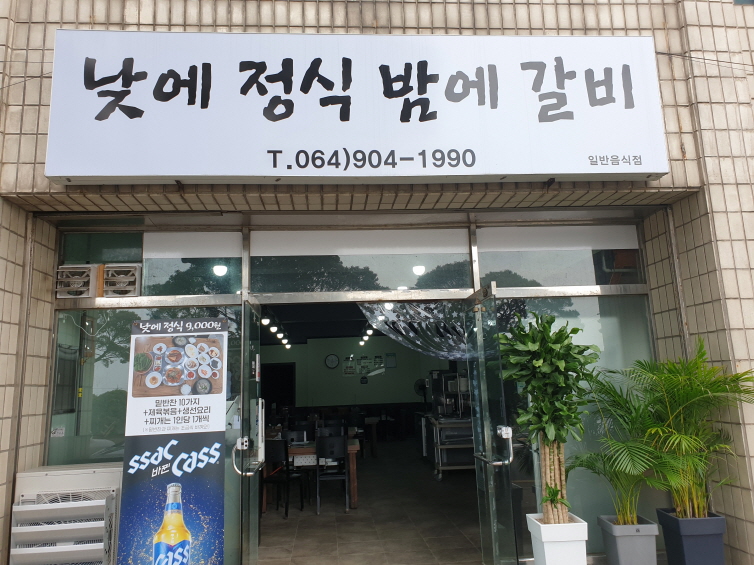 낮에 정식 밤에 갈비
T.064)904-1990
일반음식점
낮에 정식 9,000원
밑반찬 10가지
+제육볶음+생선요리
+찌개는 1인당 1개씩
ssac
바뀐
Cass
Cass